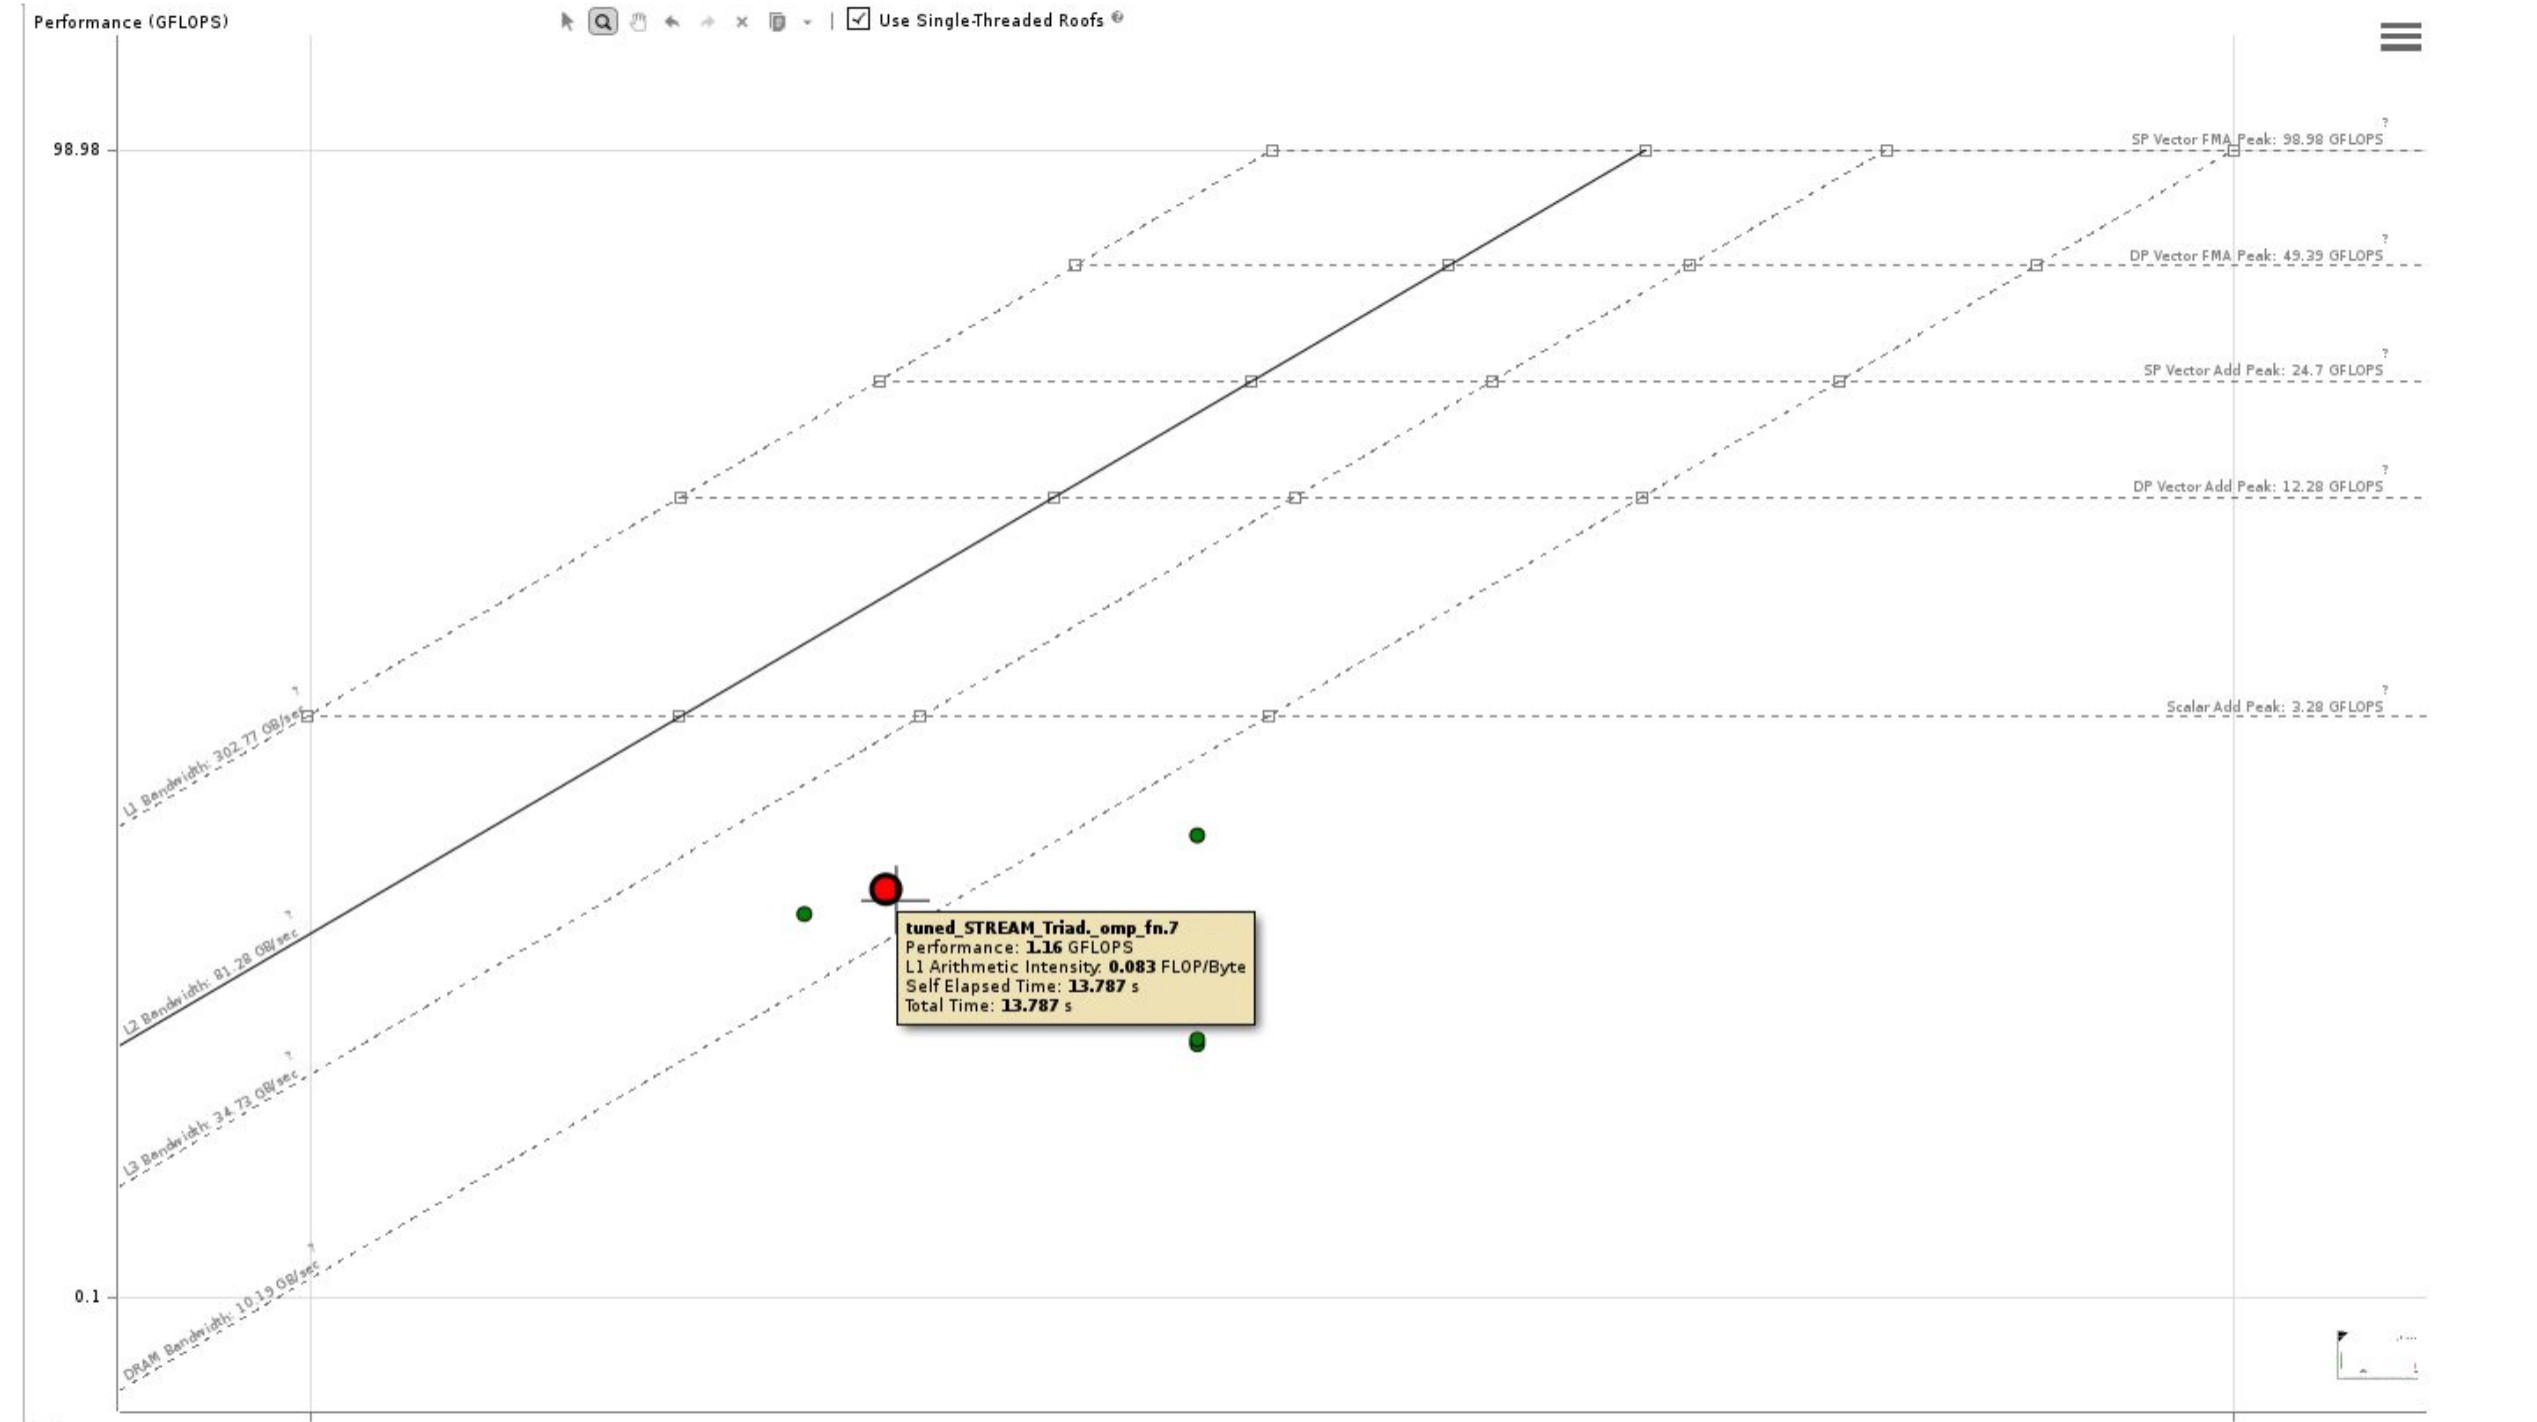 Performance (GFLOPS)
Use Single-Threaded Roofs ?
98.98
SP Vector FMA Peak: 98.98 GFLOPS ?
DP Vector FMA Peak: 49.39 GFLOPS ?
SP Vector Add Peak: 24.7 GFLOPS ?
DP Vector Add Peak: 12.28 GFLOPS ?
Scalar Add Peak: 3.28 GFLOPS ?
L1 Bandwidth: 302.77 GB/sec ?
L2 Bandwidth: 81.28 GB/sec ?
tuned_STREAM_Triad._omp_fn.7
Performance: 1.16 GFLOPS
L1 Arithmetic Intensity: 0.083 FLOP/Byte
Self Elapsed Time: 13.787 s
Total Time: 13.787 s
L3 Bandwidth: 34.73 GB/sec ?
DRAM Bandwidth: 10.19 GB/sec ?
0.1